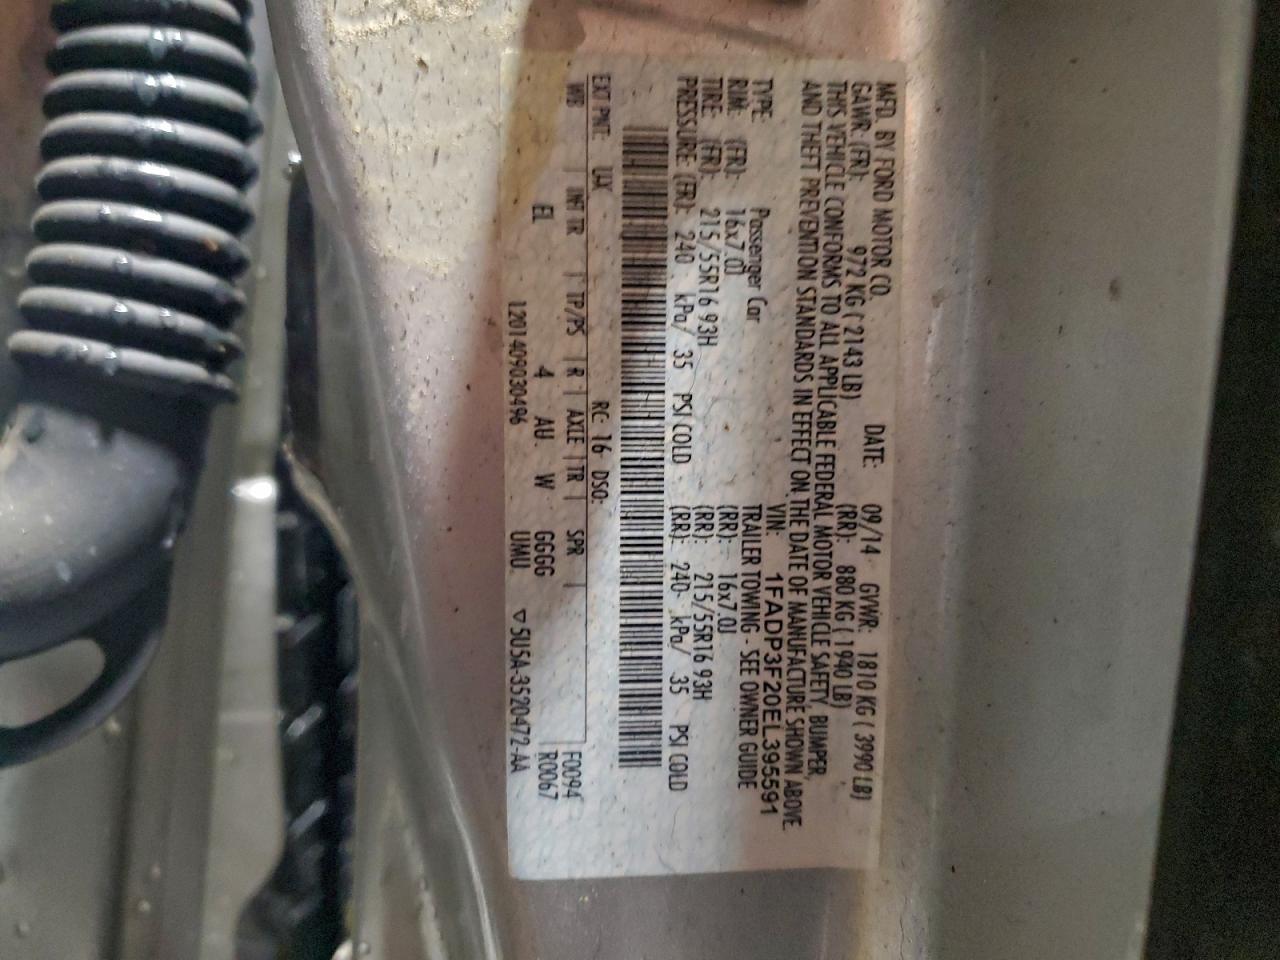 MFD. BY FORD MOTOR CO.
DATE: 09/14 GVWR: 1810 KG ( 3990 LB)
GAWR: (FR): 972 KG ( 2143 LB) (RR): 880 KG ( 1940 LB)
THIS VEHICLE CONFORMS TO ALL APPLICABLE FEDERAL MOTOR VEHICLE SAFETY, BUMPER,
AND THEFT PREVENTION STANDARDS IN EFFECT ON THE DATE OF MANUFACTURE SHOWN ABOVE.
VIN: 1FADP3F20EL395591
TYPE: Passenger Car TRAILER TOWING - SEE OWNER GUIDE
RIM: (FR): 16x7.0J (RR): 16x7.0J
TIRE: (FR): 215/55R16 93H (RR): 215/55R16 93H
PRESSURE: (FR): 240 kPa/ 35 PSI COLD (RR): 240 kPa/ 35 PSI COLD
EXT PNT: RC: 16 DSO:
WB | INT TR | TP/PS | R | AXLE | TR | SPR | F0094
EL 4 AU W GGGG R0067
UMU
1201409030496 ▽5U5A-3520472-AA